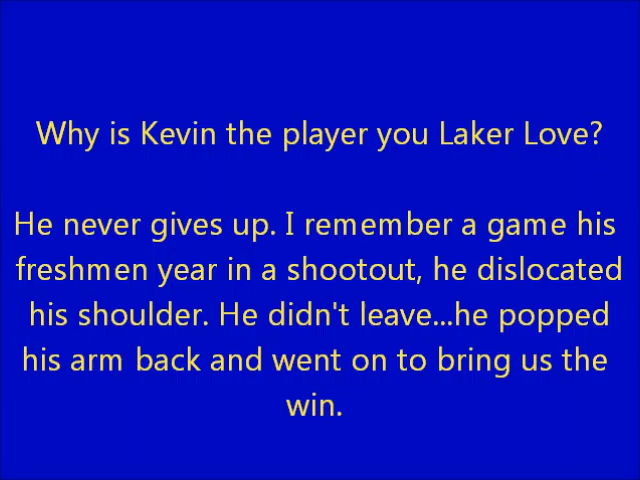 Why is Kevin the player you Laker Love?
He never gives up. I remember a game his
freshmen year in a shootout, he dislocated
his shoulder. He didn't leave...he popped
his arm back and went on to bring us the
win.